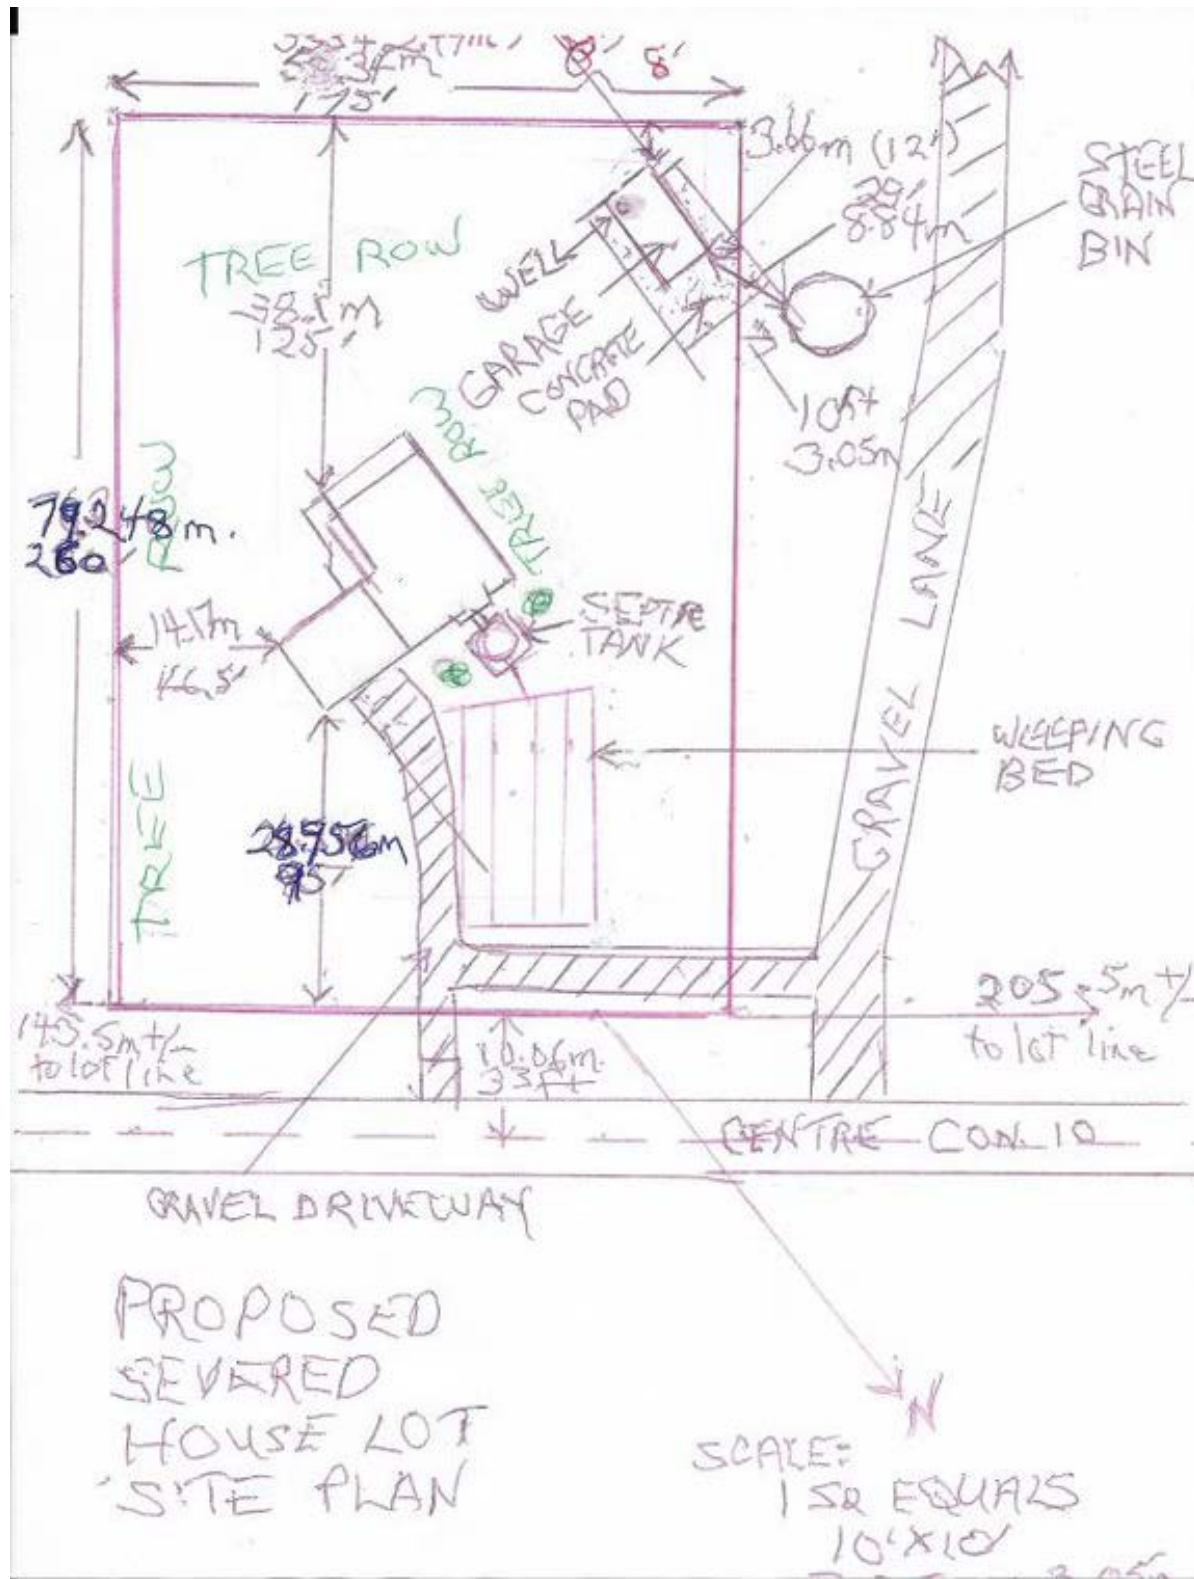 8' 8'
175'
3.66m (12')
29'
8.84m
STEEL
GRAIN
BIN
TREE ROW
38.1m
125'
WELL
GARAGE
CONCRETE
PAD
10ft
3.05m
TREE ROW
79.248m.
260'
14.17m
46.5'
SEPTIC
TANK
TREE ROW
WEEPING
BED
GRAVEL LANE
28.956m
95'
205.5m +/-
to lot line
143.5m +/-
to lot line
10.06m.
33ft
CENTRE CON. 10
GRAVEL DRIVEWAY
PROPOSED
SEVERED
HOUSE LOT
SITE PLAN
N
SCALE:
1 SQ EQUALS
10'X10'